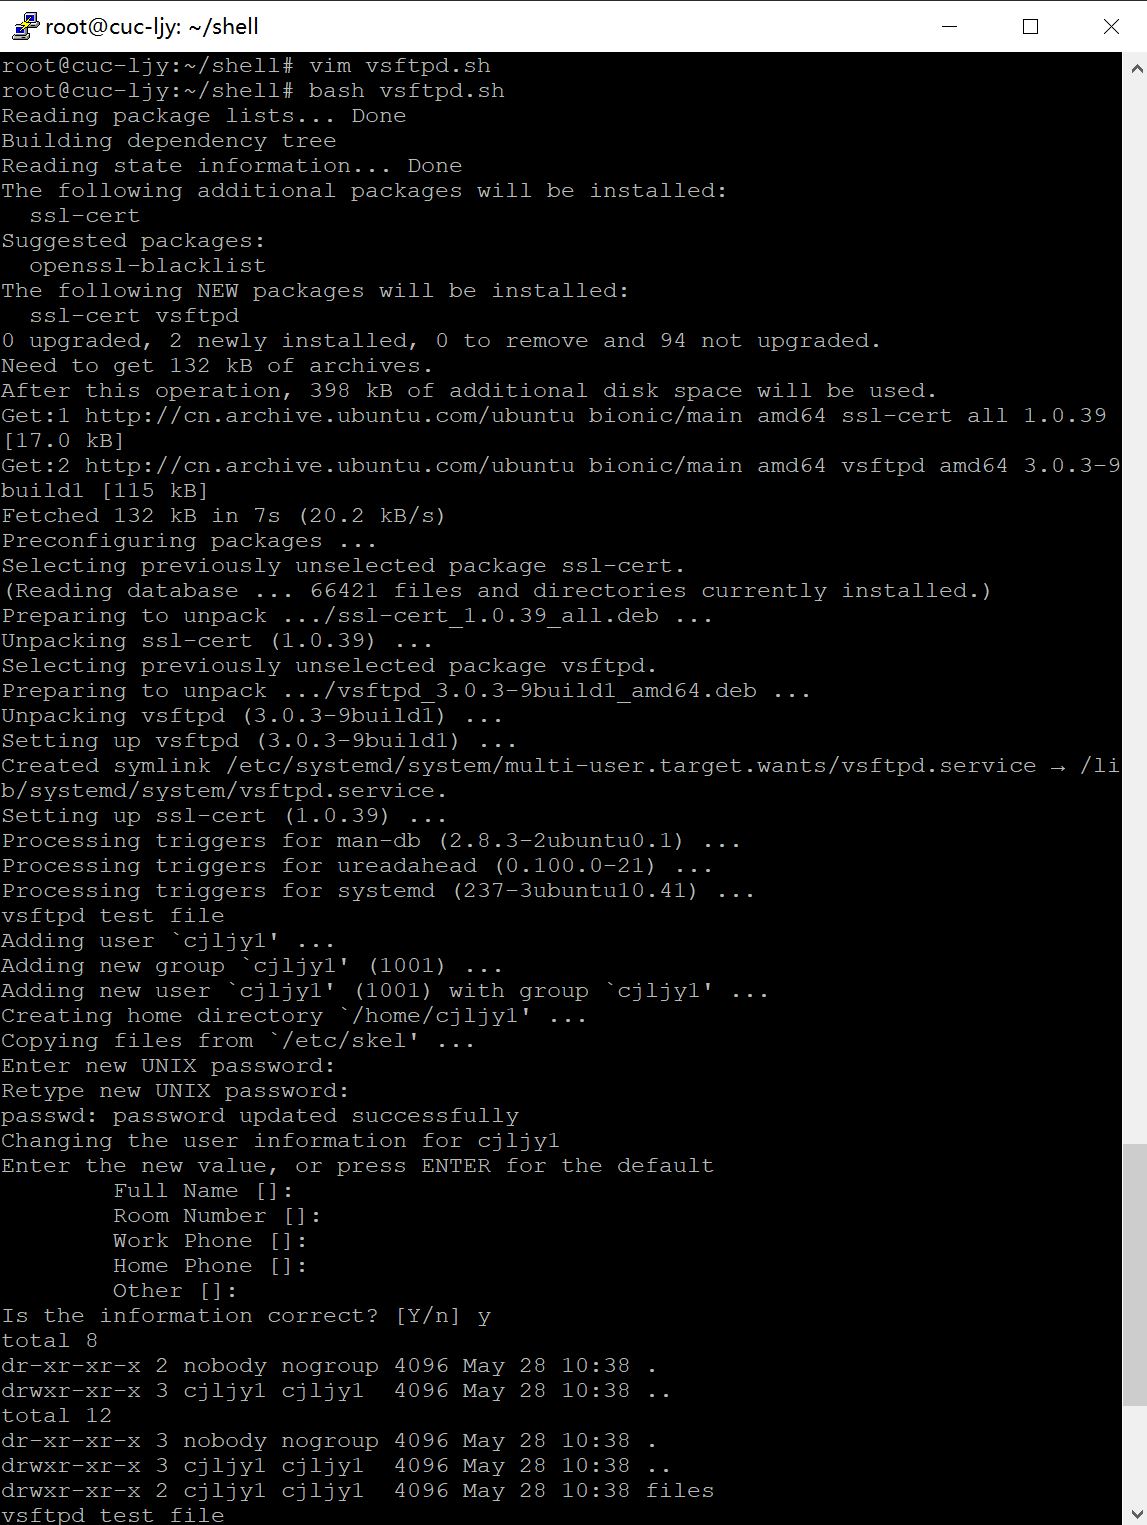 root@cuc-ljy: ~/shell
root@cuc-ljy:~/shell# vim vsftpd.sh
root@cuc-ljy:~/shell# bash vsftpd.sh
Reading package lists... Done
Building dependency tree
Reading state information... Done
The following additional packages will be installed:
  ssl-cert
Suggested packages:
  openssl-blacklist
The following NEW packages will be installed:
  ssl-cert vsftpd
0 upgraded, 2 newly installed, 0 to remove and 94 not upgraded.
Need to get 132 kB of archives.
After this operation, 398 kB of additional disk space will be used.
Get:1 http://cn.archive.ubuntu.com/ubuntu bionic/main amd64 ssl-cert all 1.0.39
[17.0 kB]
Get:2 http://cn.archive.ubuntu.com/ubuntu bionic/main amd64 vsftpd amd64 3.0.3-9
build1 [115 kB]
Fetched 132 kB in 7s (20.2 kB/s)
Preconfiguring packages ...
Selecting previously unselected package ssl-cert.
(Reading database ... 66421 files and directories currently installed.)
Preparing to unpack .../ssl-cert_1.0.39_all.deb ...
Unpacking ssl-cert (1.0.39) ...
Selecting previously unselected package vsftpd.
Preparing to unpack .../vsftpd_3.0.3-9build1_amd64.deb ...
Unpacking vsftpd (3.0.3-9build1) ...
Setting up vsftpd (3.0.3-9build1) ...
Created symlink /etc/systemd/system/multi-user.target.wants/vsftpd.service → /li
b/systemd/system/vsftpd.service.
Setting up ssl-cert (1.0.39) ...
Processing triggers for man-db (2.8.3-2ubuntu0.1) ...
Processing triggers for ureadahead (0.100.0-21) ...
Processing triggers for systemd (237-3ubuntu10.41) ...
vsftpd test file
Adding user `cjljy1' ...
Adding new group `cjljy1' (1001) ...
Adding new user `cjljy1' (1001) with group `cjljy1' ...
Creating home directory `/home/cjljy1' ...
Copying files from `/etc/skel' ...
Enter new UNIX password:
Retype new UNIX password:
passwd: password updated successfully
Changing the user information for cjljy1
Enter the new value, or press ENTER for the default
        Full Name []:
        Room Number []:
        Work Phone []:
        Home Phone []:
        Other []:
Is the information correct? [Y/n] y
total 8
dr-xr-xr-x 2 nobody nogroup 4096 May 28 10:38 .
drwxr-xr-x 3 cjljy1 cjljy1  4096 May 28 10:38 ..
total 12
dr-xr-xr-x 3 nobody nogroup 4096 May 28 10:38 .
drwxr-xr-x 3 cjljy1 cjljy1  4096 May 28 10:38 ..
drwxr-xr-x 2 cjljy1 cjljy1  4096 May 28 10:38 files
vsftpd test file